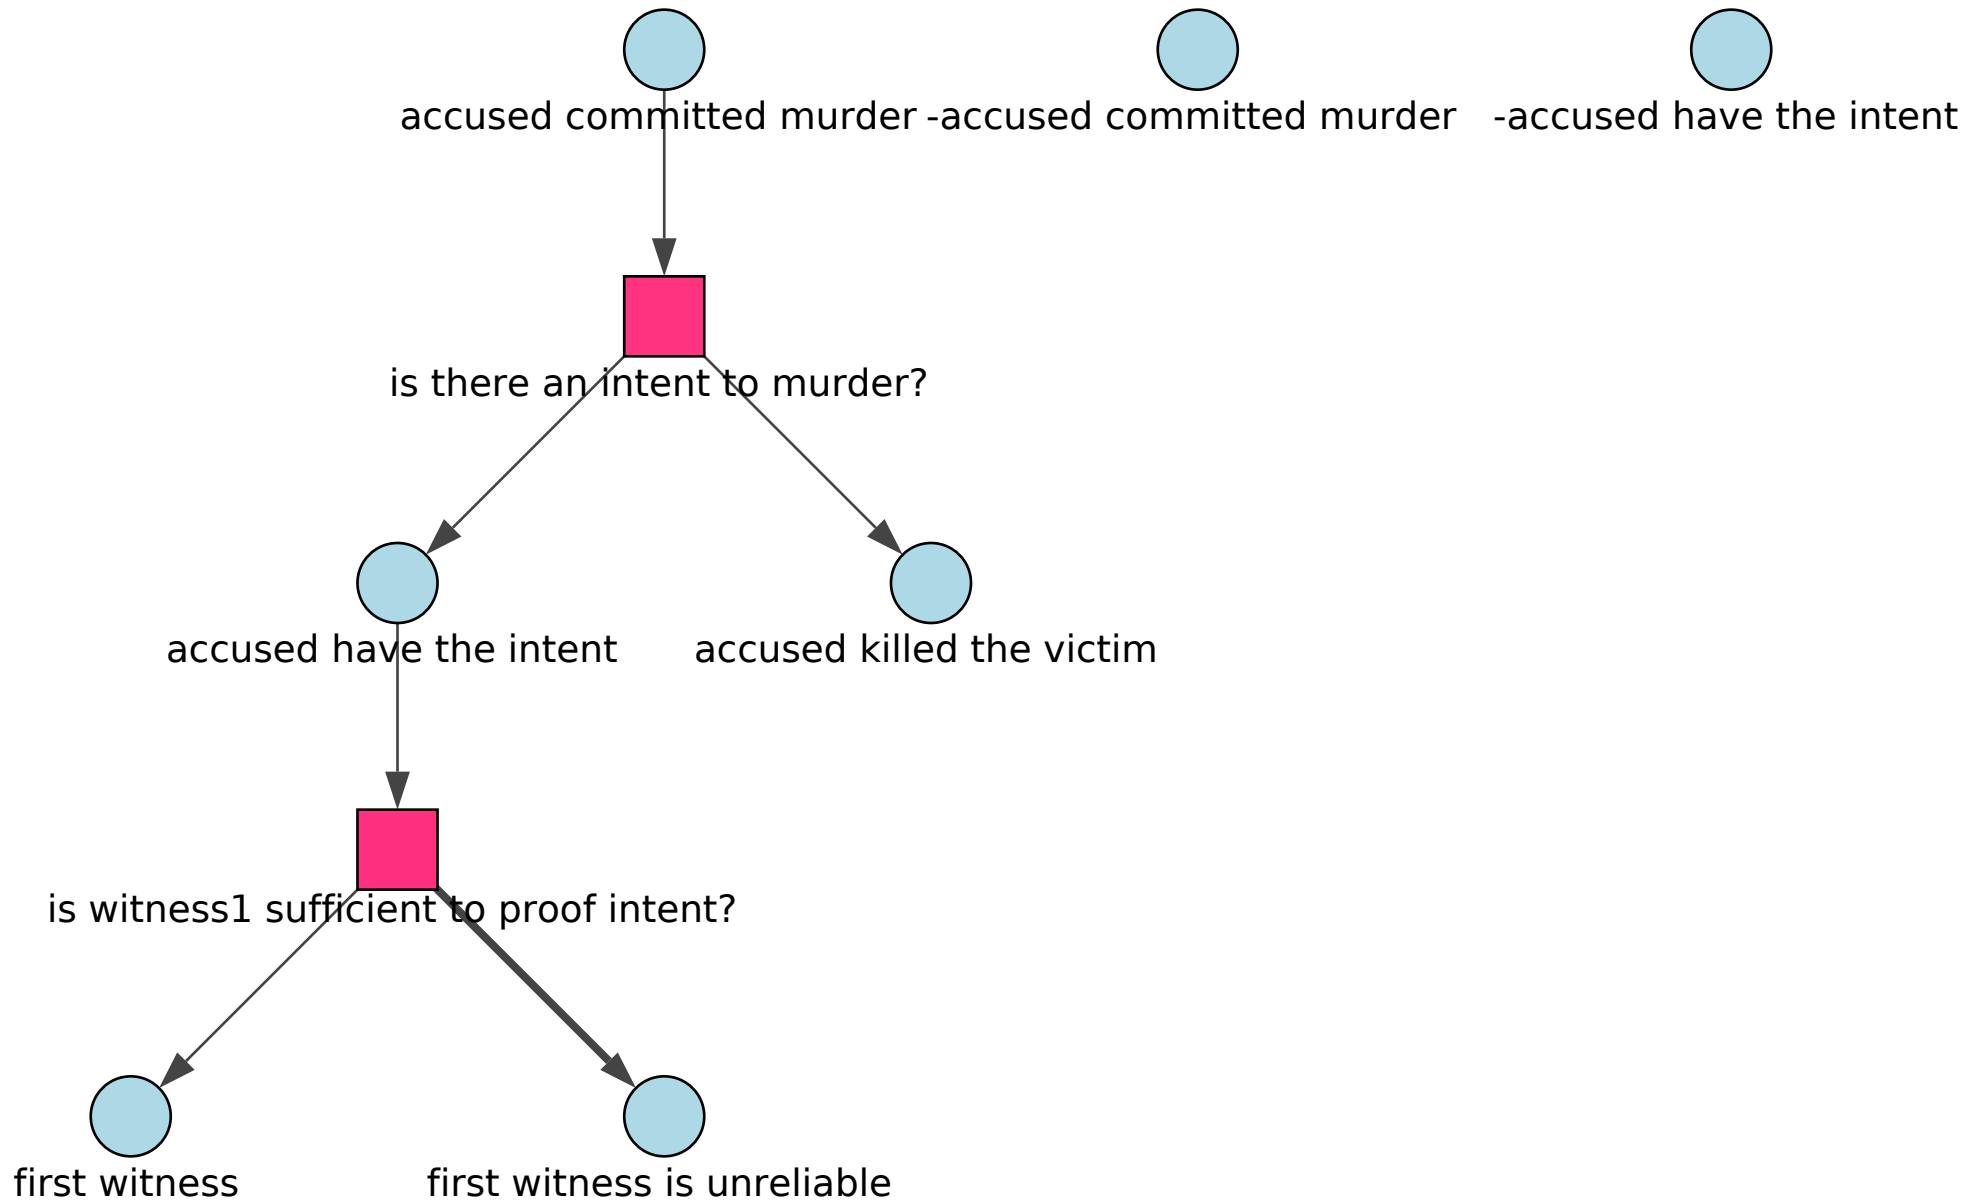 accused committed murder
-accused committed murder
-accused have the intent
is there an intent to murder?
accused have the intent
accused killed the victim
is witness1 sufficient to proof intent?
first witness
first witness is unreliable